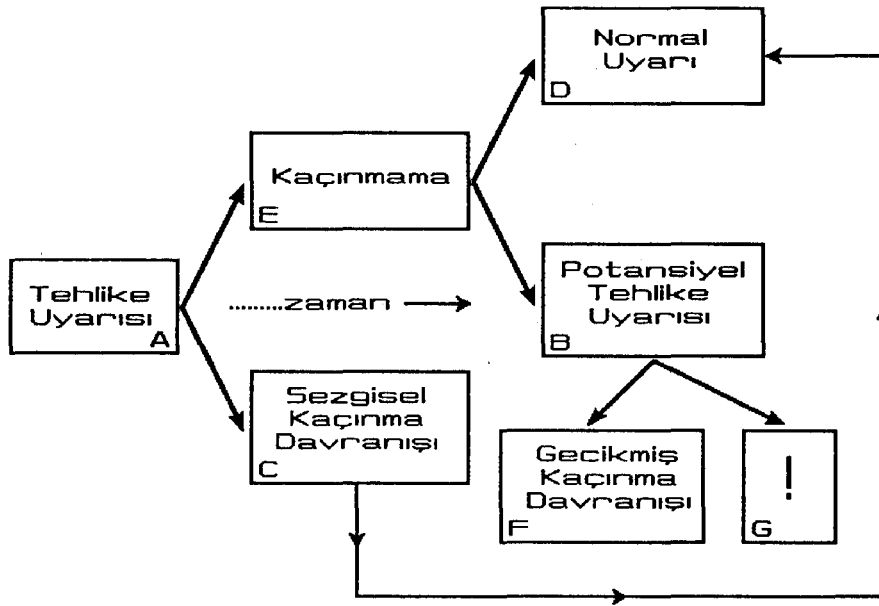 Normal
Uyarı
D
Kaçınmama
E
Tehlike
Uyarısı
A
........zaman
Potansiyel
Tehlike
Uyarısı
B
Sezgisel
Kaçınma
Davranışı
C
Gecikmiş
Kaçınma
Davranışı
F
!
G